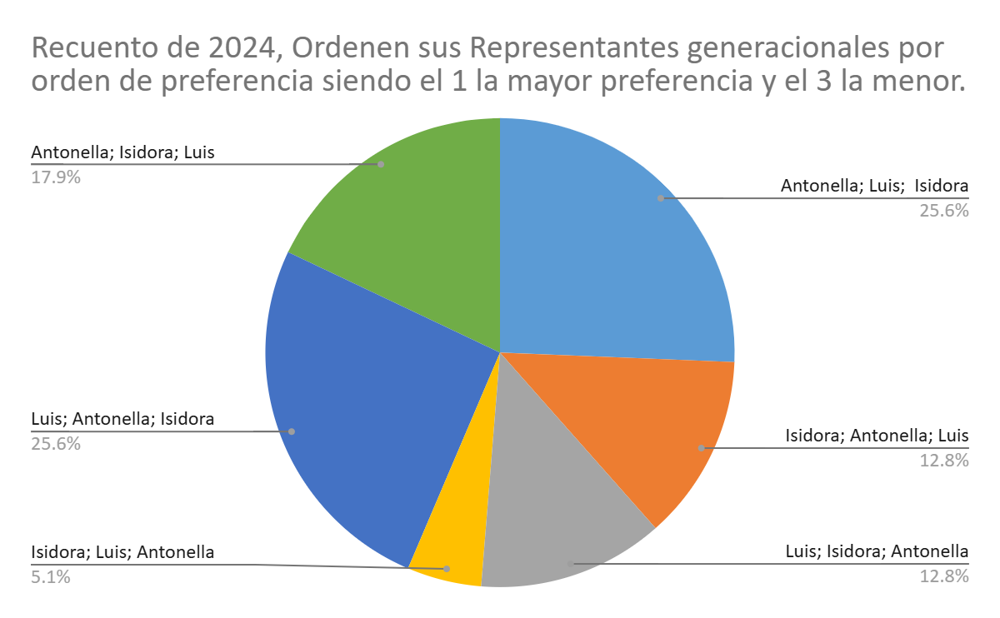 Recuento de 2024, Ordenen sus Representantes generacionales por
orden de preferencia siendo el 1 la mayor preferencia y el 3 la menor.
Antonella; Isidora; Luis
17.9%
Antonella; Luis;  Isidora
25.6%
Luis; Antonella; Isidora
25.6%
Isidora; Antonella; Luis
12.8%
Isidora; Luis; Antonella
5.1%
Luis; Isidora; Antonella
12.8%